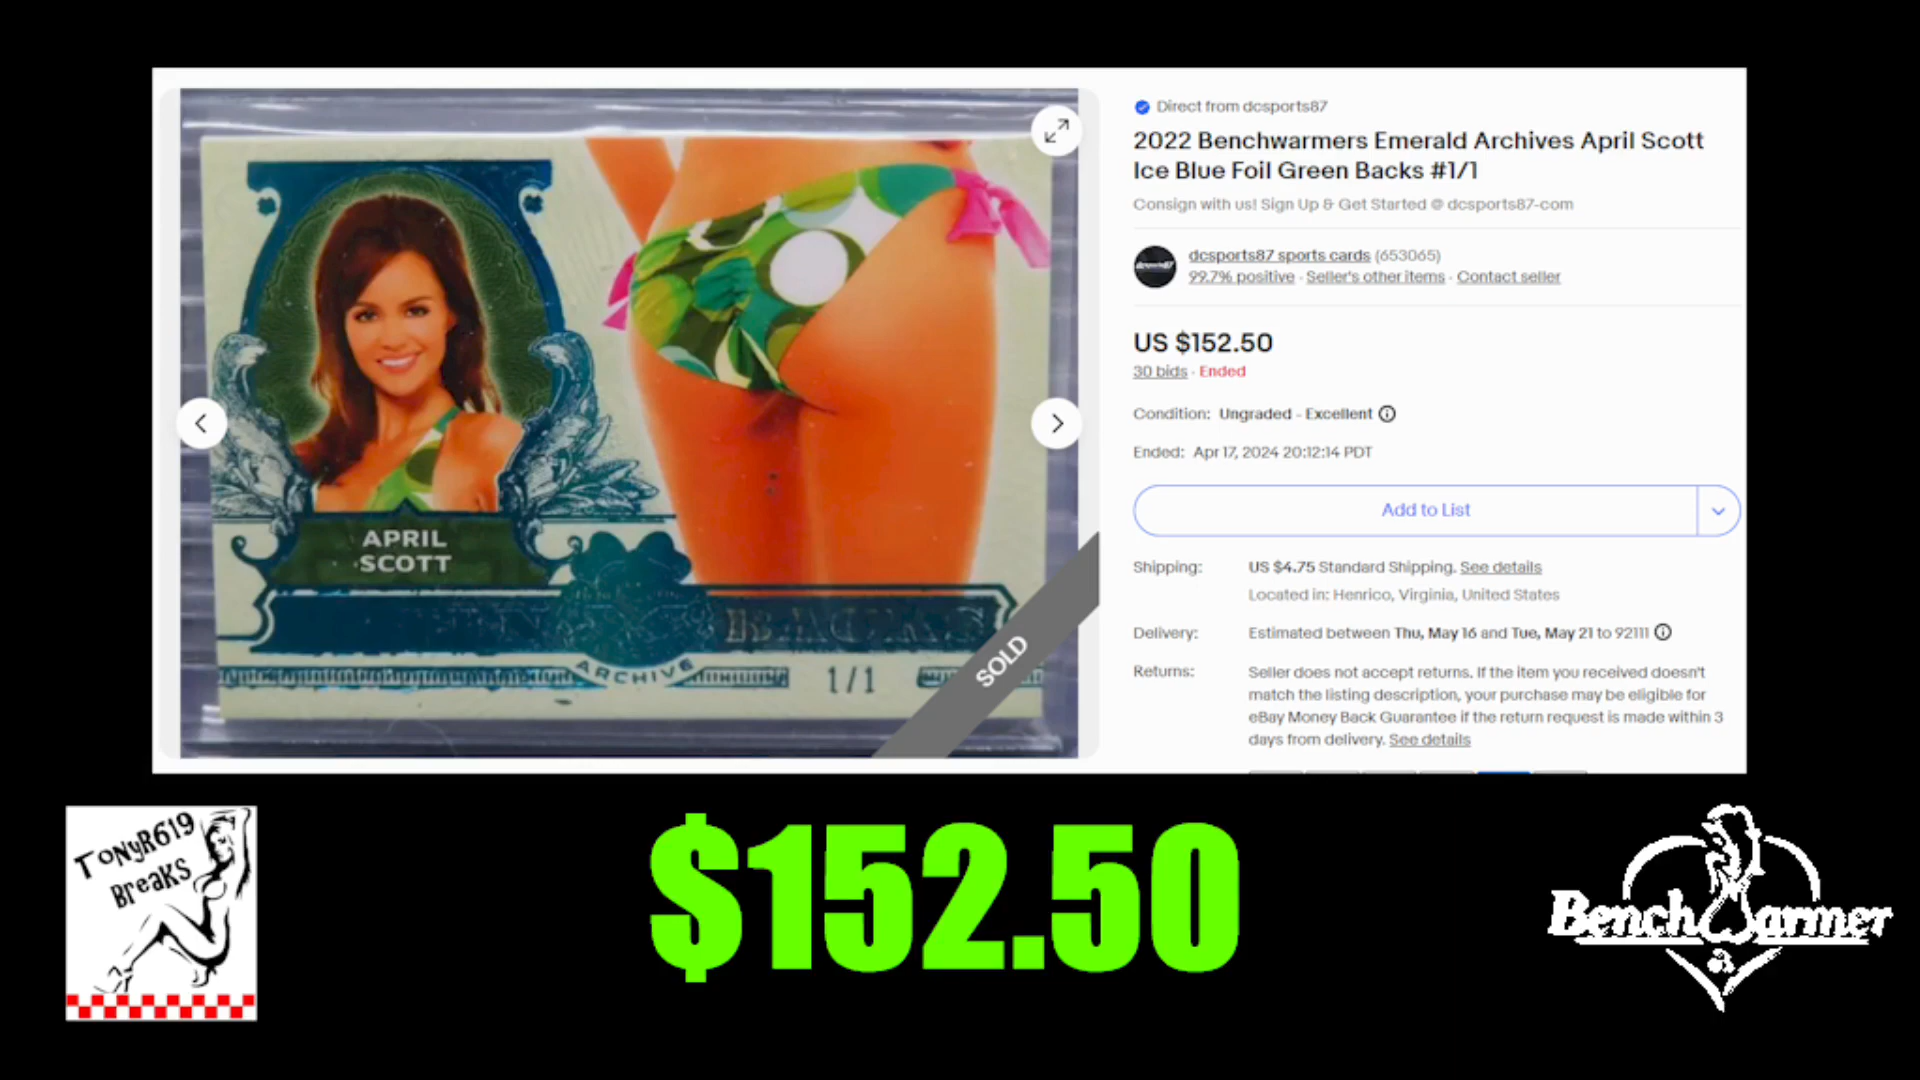 Direct from dcsports87
2022 Benchwarmers Emerald Archives April Scott
Ice Blue Foil Green Backs #1/1
Consign with us! Sign Up & Get Started @ dcsports87-com
dcsports87 sports cards (653065)
99.7% positive · Seller's other items · Contact seller
US $152.50
30 bids · Ended
Condition: Ungraded - Excellent
Ended: Apr 17, 2024 20:12:14 PDT
Add to List
Shipping: US $4.75 Standard Shipping. See details
Located in: Henrico, Virginia, United States
Delivery: Estimated between Thu, May 16 and Tue, May 21 to 92111
Returns: Seller does not accept returns. If the item you received doesn't
match the listing description, your purchase may be eligible for
eBay Money Back Guarantee if the return request is made within 3
days from delivery. See details
APRIL
SCOTT
BACKS
ARCHIVE
1/1
SOLD
TonyR619
Breaks
$152.50
BenchWarmer